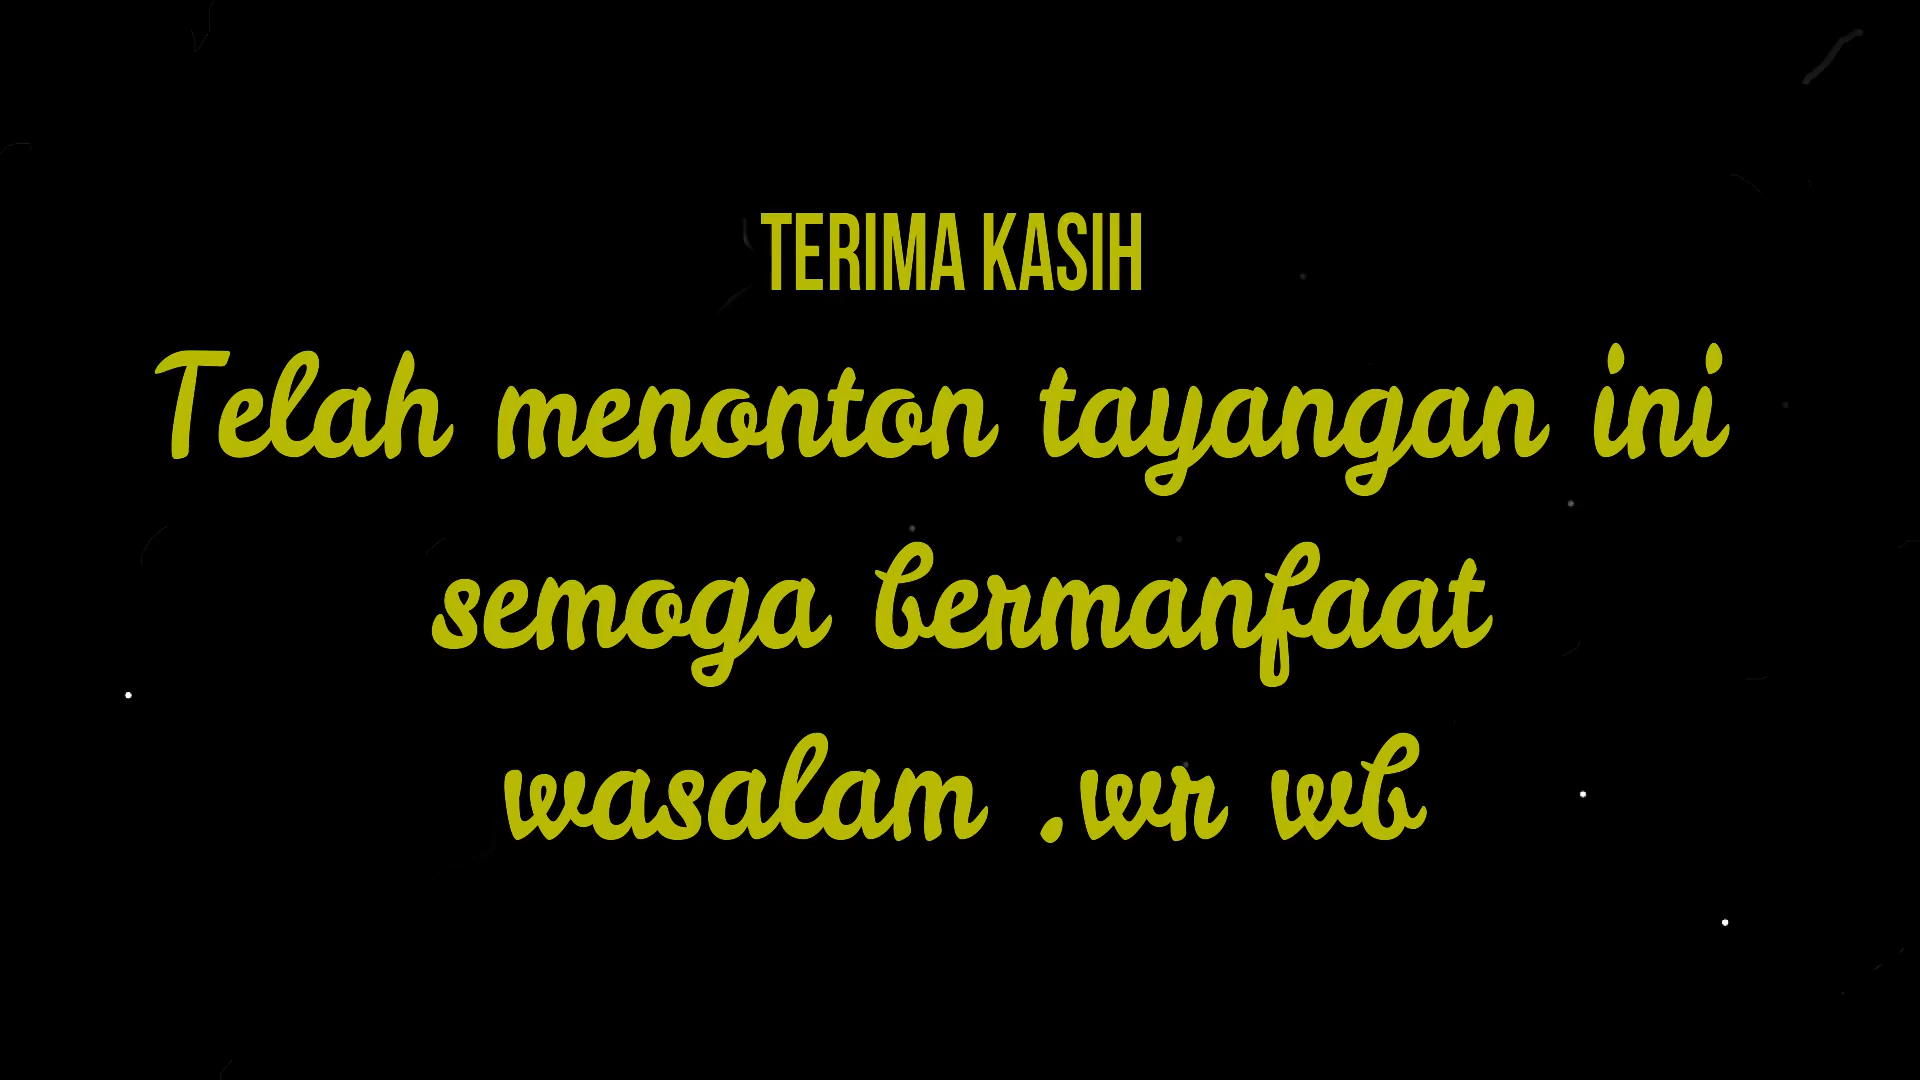 TERIMA KASIH
Telah menonton tayangan ini
semoga bermanfaat
wasalam .wr wb